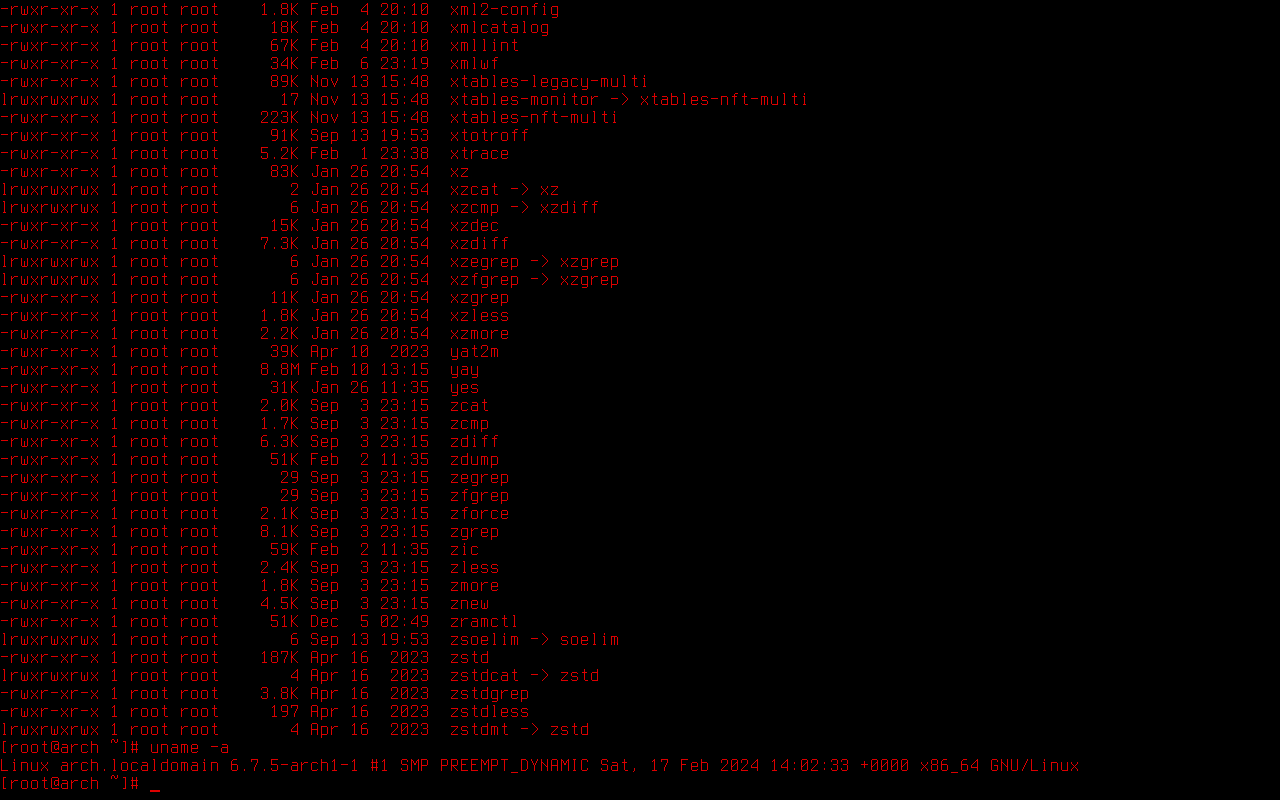 -rwxr-xr-x 1 root root    1.8K Feb  4 20:10  xml2-config
-rwxr-xr-x 1 root root     18K Feb  4 20:10  xmlcatalog
-rwxr-xr-x 1 root root     67K Feb  4 20:10  xmllint
-rwxr-xr-x 1 root root     34K Feb  6 23:19  xmlwf
-rwxr-xr-x 1 root root     89K Nov 13 15:48  xtables-legacy-multi
lrwxrwxrwx 1 root root      17 Nov 13 15:48  xtables-monitor -> xtables-nft-multi
-rwxr-xr-x 1 root root    223K Nov 13 15:48  xtables-nft-multi
-rwxr-xr-x 1 root root     91K Sep 13 19:53  xtotroff
-rwxr-xr-x 1 root root    5.2K Feb  1 23:38  xtrace
-rwxr-xr-x 1 root root     83K Jan 26 20:54  xz
lrwxrwxrwx 1 root root       2 Jan 26 20:54  xzcat -> xz
lrwxrwxrwx 1 root root       6 Jan 26 20:54  xzcmp -> xzdiff
-rwxr-xr-x 1 root root     15K Jan 26 20:54  xzdec
-rwxr-xr-x 1 root root    7.3K Jan 26 20:54  xzdiff
lrwxrwxrwx 1 root root       6 Jan 26 20:54  xzegrep -> xzgrep
lrwxrwxrwx 1 root root       6 Jan 26 20:54  xzfgrep -> xzgrep
-rwxr-xr-x 1 root root     11K Jan 26 20:54  xzgrep
-rwxr-xr-x 1 root root    1.8K Jan 26 20:54  xzless
-rwxr-xr-x 1 root root    2.2K Jan 26 20:54  xzmore
-rwxr-xr-x 1 root root     39K Apr 10  2023  yat2m
-rwxr-xr-x 1 root root    8.8M Feb 10 13:15  yay
-rwxr-xr-x 1 root root     31K Jan 26 11:35  yes
-rwxr-xr-x 1 root root    2.0K Sep  3 23:15  zcat
-rwxr-xr-x 1 root root    1.7K Sep  3 23:15  zcmp
-rwxr-xr-x 1 root root    6.3K Sep  3 23:15  zdiff
-rwxr-xr-x 1 root root     51K Feb  2 11:35  zdump
-rwxr-xr-x 1 root root      29 Sep  3 23:15  zegrep
-rwxr-xr-x 1 root root      29 Sep  3 23:15  zfgrep
-rwxr-xr-x 1 root root    2.1K Sep  3 23:15  zforce
-rwxr-xr-x 1 root root    8.1K Sep  3 23:15  zgrep
-rwxr-xr-x 1 root root     59K Feb  2 11:35  zic
-rwxr-xr-x 1 root root    2.4K Sep  3 23:15  zless
-rwxr-xr-x 1 root root    1.8K Sep  3 23:15  zmore
-rwxr-xr-x 1 root root    4.5K Sep  3 23:15  znew
-rwxr-xr-x 1 root root     51K Dec  5 02:49  zramctl
lrwxrwxrwx 1 root root       6 Sep 13 19:53  zsoelim -> soelim
-rwxr-xr-x 1 root root    187K Apr 16  2023  zstd
lrwxrwxrwx 1 root root       4 Apr 16  2023  zstdcat -> zstd
-rwxr-xr-x 1 root root    3.8K Apr 16  2023  zstdgrep
-rwxr-xr-x 1 root root     197 Apr 16  2023  zstdless
lrwxrwxrwx 1 root root       4 Apr 16  2023  zstdmt -> zstd
[root@arch ~]# uname -a
Linux arch.localdomain 6.7.5-arch1-1 #1 SMP PREEMPT_DYNAMIC Sat, 17 Feb 2024 14:02:33 +0000 x86_64 GNU/Linux
[root@arch ~]# _